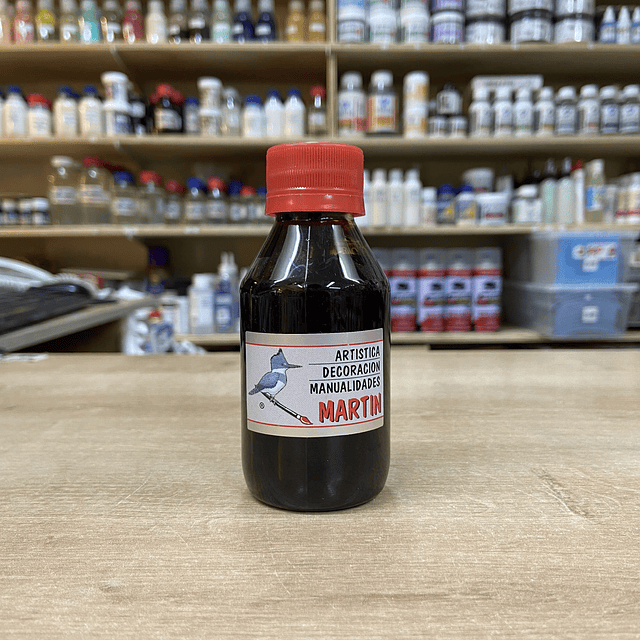 ARTISTICA
DECORACION
MANUALIDADES
MARTIN
®